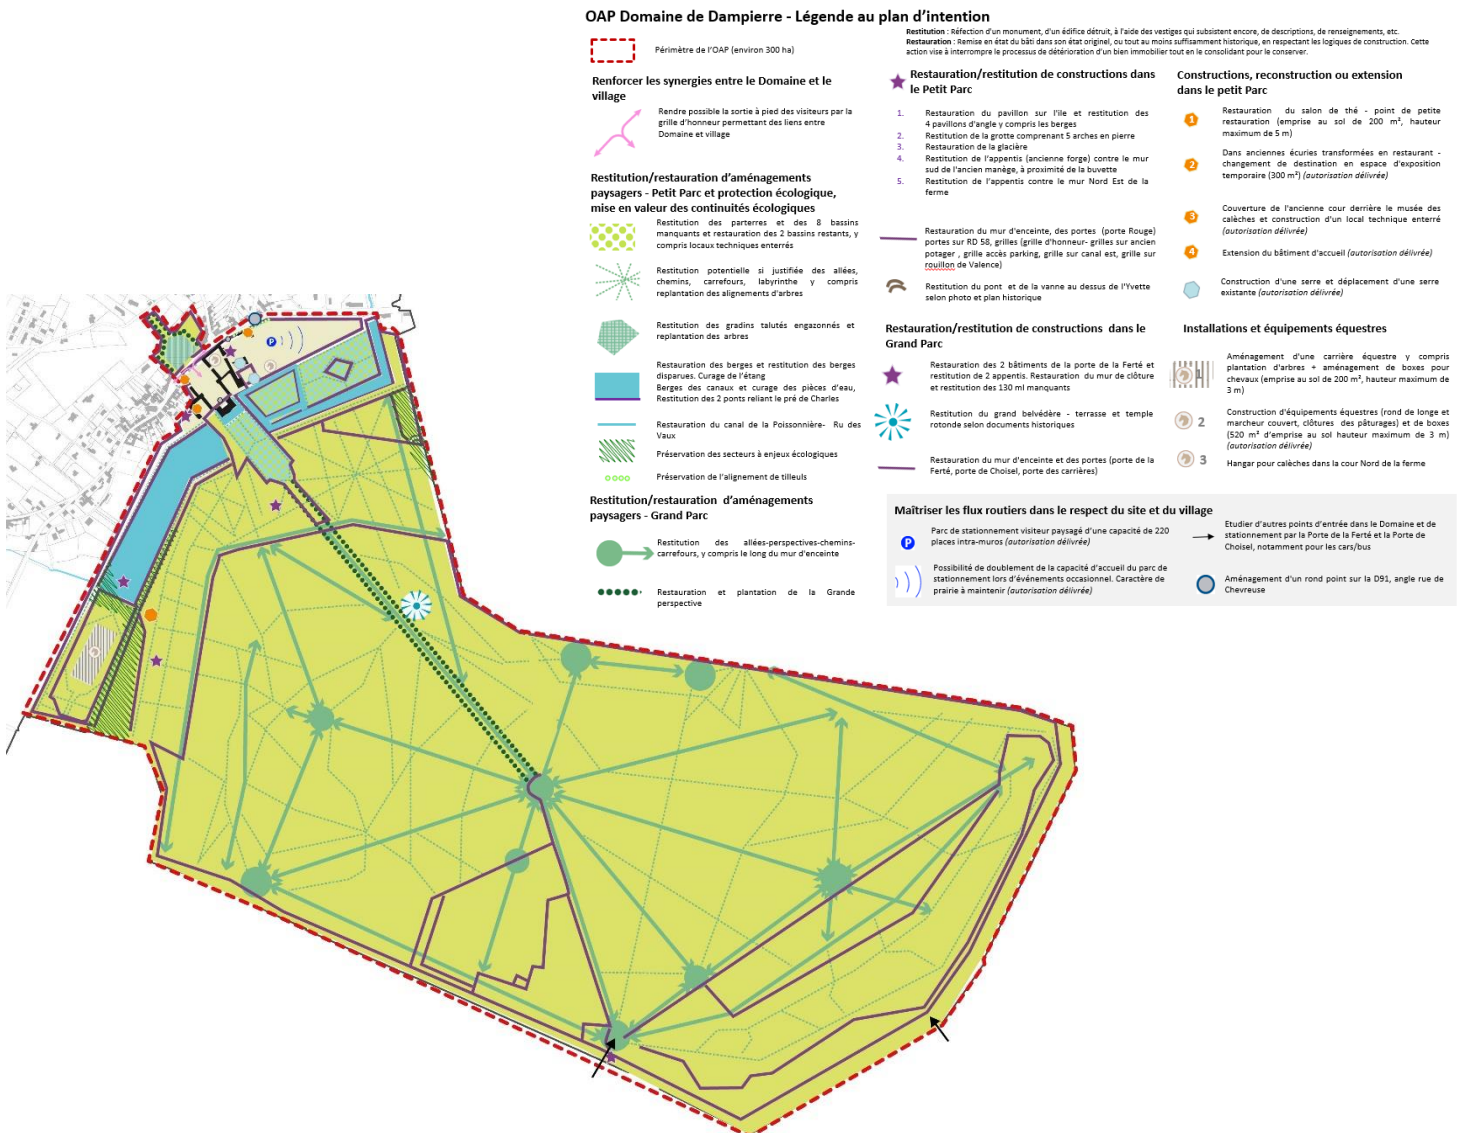 OAP Domaine de Dampierre - Légende au plan d'intention
Périmètre de l'OAP (environ 300 ha)
Restitution : Réfection d'un monument, d'un édifice détruit, à l'aide des vestiges qui subsistent encore, de descriptions, de renseignements, etc.
Restauration : Remise en état du bâti dans son état originel, ou tout au moins suffisamment historique, en respectant les logiques de construction. Cette
action vise à interrompre le processus de détérioration d'un bien immobilier tout en le consolidant pour le conserver.
Renforcer les synergies entre le Domaine et le
village
Rendre possible la sortie à pied des visiteurs par la
grille d'honneur permettant des liens entre
Domaine et village
Restitution/restauration d'aménagements
paysagers - Petit Parc et protection écologique,
mise en valeur des continuités écologiques
Restitution des parterres et des 8 bassins
manquants et restauration des 2 bassins restants, y
compris locaux techniques enterrés
Restitution potentielle si justifiée des allées,
chemins, carrefours, labyrinthe y compris
replantation des alignements d'arbres
Restitution des gradins talutés engazonnés et
replantation des arbres
Restauration des berges et restitution des berges
disparues. Curage de l'étang
Berges des canaux et curage des pièces d'eau,
Restitution des 2 ponts reliant le pré de Charles
Restauration du canal de la Poissonnière- Ru des
Vaux
Préservation des secteurs à enjeux écologiques
Préservation de l'alignement de tilleuls
Restitution/restauration d'aménagements
paysagers - Grand Parc
Restitution des allées-perspectives-chemins-
carrefours, y compris le long du mur d'enceinte
Restauration et plantation de la Grande
perspective
Restauration/restitution de constructions dans
le Petit Parc
1. Restauration du pavillon sur l'ile et restitution des
4 pavillons d'angle y compris les berges
2. Restitution de la grotte comprenant 5 arches en pierre
3. Restauration de la glacière
4. Restitution de l'appentis (ancienne forge) contre le mur
sud de l'ancien manège, à proximité de la buvette
5. Restitution de l'appentis contre le mur Nord Est de la
ferme
Restauration du mur d'enceinte, des portes (porte Rouge)
portes sur RD 58, grilles (grille d'honneur- grilles sur ancien
potager , grille accès parking, grille sur canal est, grille sur
rouillon de Valence)
Restitution du pont et de la vanne au dessus de l'Yvette
selon photo et plan historique
Restauration/restitution de constructions dans le
Grand Parc
Restauration des 2 bâtiments de la porte de la Ferté et
restitution de 2 appentis. Restauration du mur de clôture
et restitution des 130 ml manquants
Restitution du grand belvédère - terrasse et temple
rotonde selon documents historiques
Restauration du mur d'enceinte et des portes (porte de la
Ferté, porte de Choisel, porte des carrières)
Constructions, reconstruction ou extension
dans le petit Parc
1 Restauration du salon de thé - point de petite
restauration (emprise au sol de 200 m², hauteur
maximum de 5 m)
2 Dans anciennes écuries transformées en restaurant -
changement de destination en espace d'exposition
temporaire (300 m²) (autorisation délivrée)
3 Couverture de l'ancienne cour derrière le musée des
calèches et construction d'un local technique enterré
(autorisation délivrée)
4 Extension du bâtiment d'accueil (autorisation délivrée)
Construction d'une serre et déplacement d'une serre
existante (autorisation délivrée)
Installations et équipements équestres
1 Aménagement d'une carrière équestre y compris
plantation d'arbres + aménagement de boxes pour
chevaux (emprise au sol de 200 m², hauteur maximum de
3 m)
2 Construction d'équipements équestres (rond de longe et
marcheur couvert, clôtures des pâturages) et de boxes
(520 m² d'emprise au sol hauteur maximum de 3 m)
(autorisation délivrée)
3 Hangar pour calèches dans la cour Nord de la ferme
Maîtriser les flux routiers dans le respect du site et du village
P Parc de stationnement visiteur paysagé d'une capacité de 220
places intra-muros (autorisation délivrée)
Possibilité de doublement de la capacité d'accueil du parc de
stationnement lors d'événements occasionnel. Caractère de
prairie à maintenir (autorisation délivrée)
Etudier d'autres points d'entrée dans le Domaine et de
stationnement par la Porte de la Ferté et la Porte de
Choisel, notamment pour les cars/bus
Aménagement d'un rond point sur la D91, angle rue de
Chevreuse
P